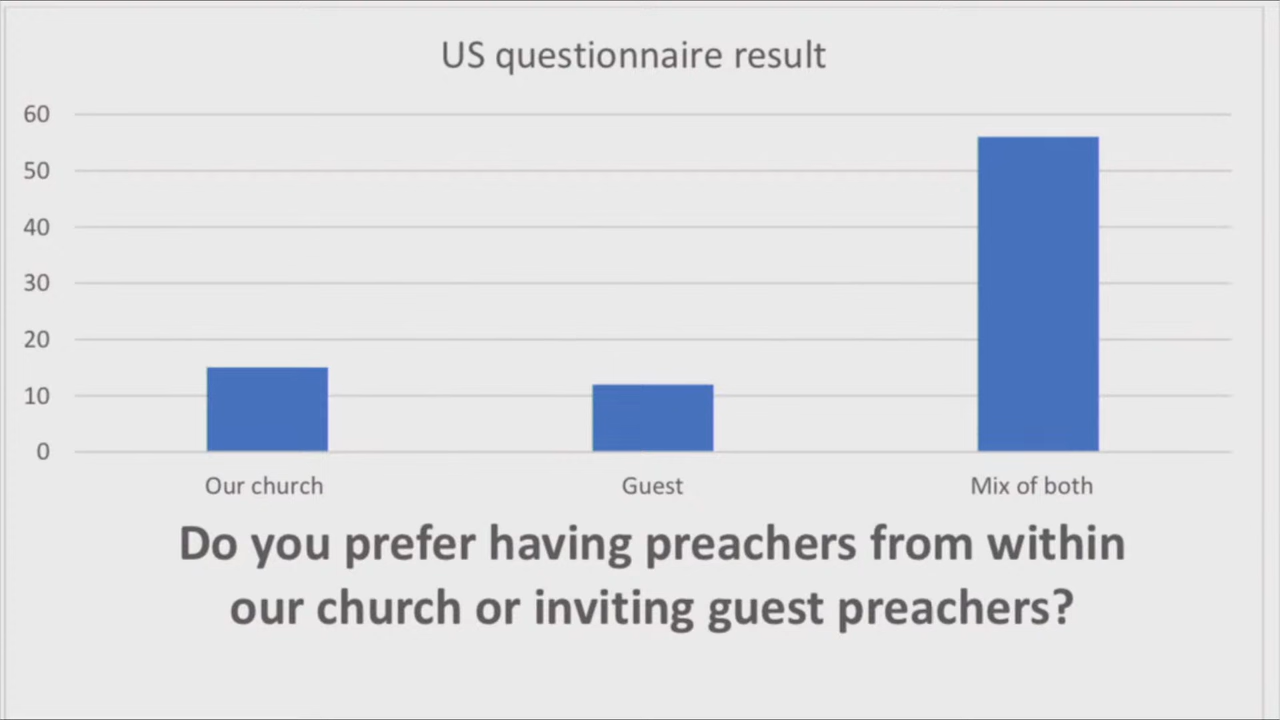 US questionnaire result
60
50
40
30
20
10
0
Our church
Guest
Mix of both
Do you prefer having preachers from within
our church or inviting guest preachers?